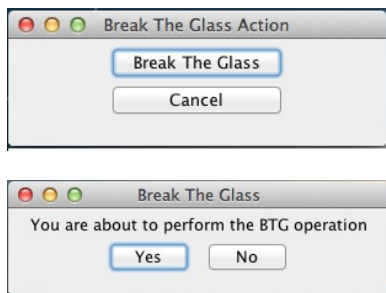 Break The Glass Action
Break The Glass
Cancel
Break The Glass
You are about to perform the BTG operation
Yes No